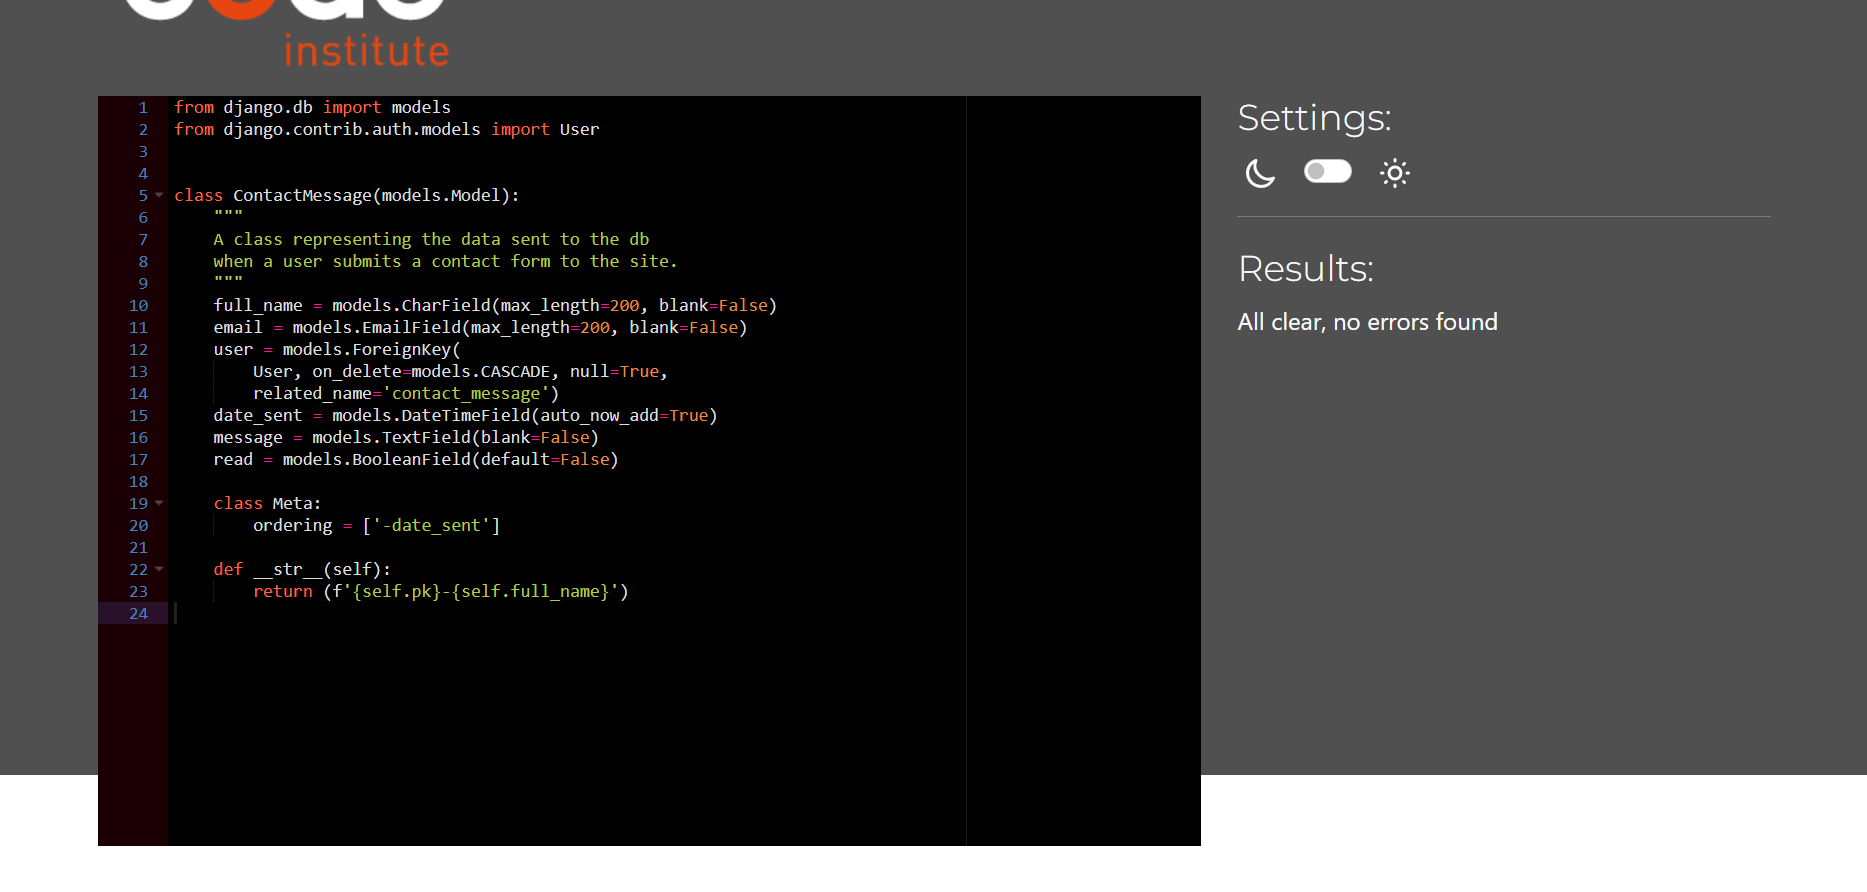 institute
1 from django.db import models
2 from django.contrib.auth.models import User
3
4
5 class ContactMessage(models.Model):
6     """
7     A class representing the data sent to the db
8     when a user submits a contact form to the site.
9     """
10     full_name = models.CharField(max_length=200, blank=False)
11     email = models.EmailField(max_length=200, blank=False)
12     user = models.ForeignKey(
13         User, on_delete=models.CASCADE, null=True,
14         related_name='contact_message')
15     date_sent = models.DateTimeField(auto_now_add=True)
16     message = models.TextField(blank=False)
17     read = models.BooleanField(default=False)
18
19     class Meta:
20         ordering = ['-date_sent']
21
22     def __str__(self):
23         return (f'{self.pk}-{self.full_name}')
24
Settings:
Results:
All clear, no errors found